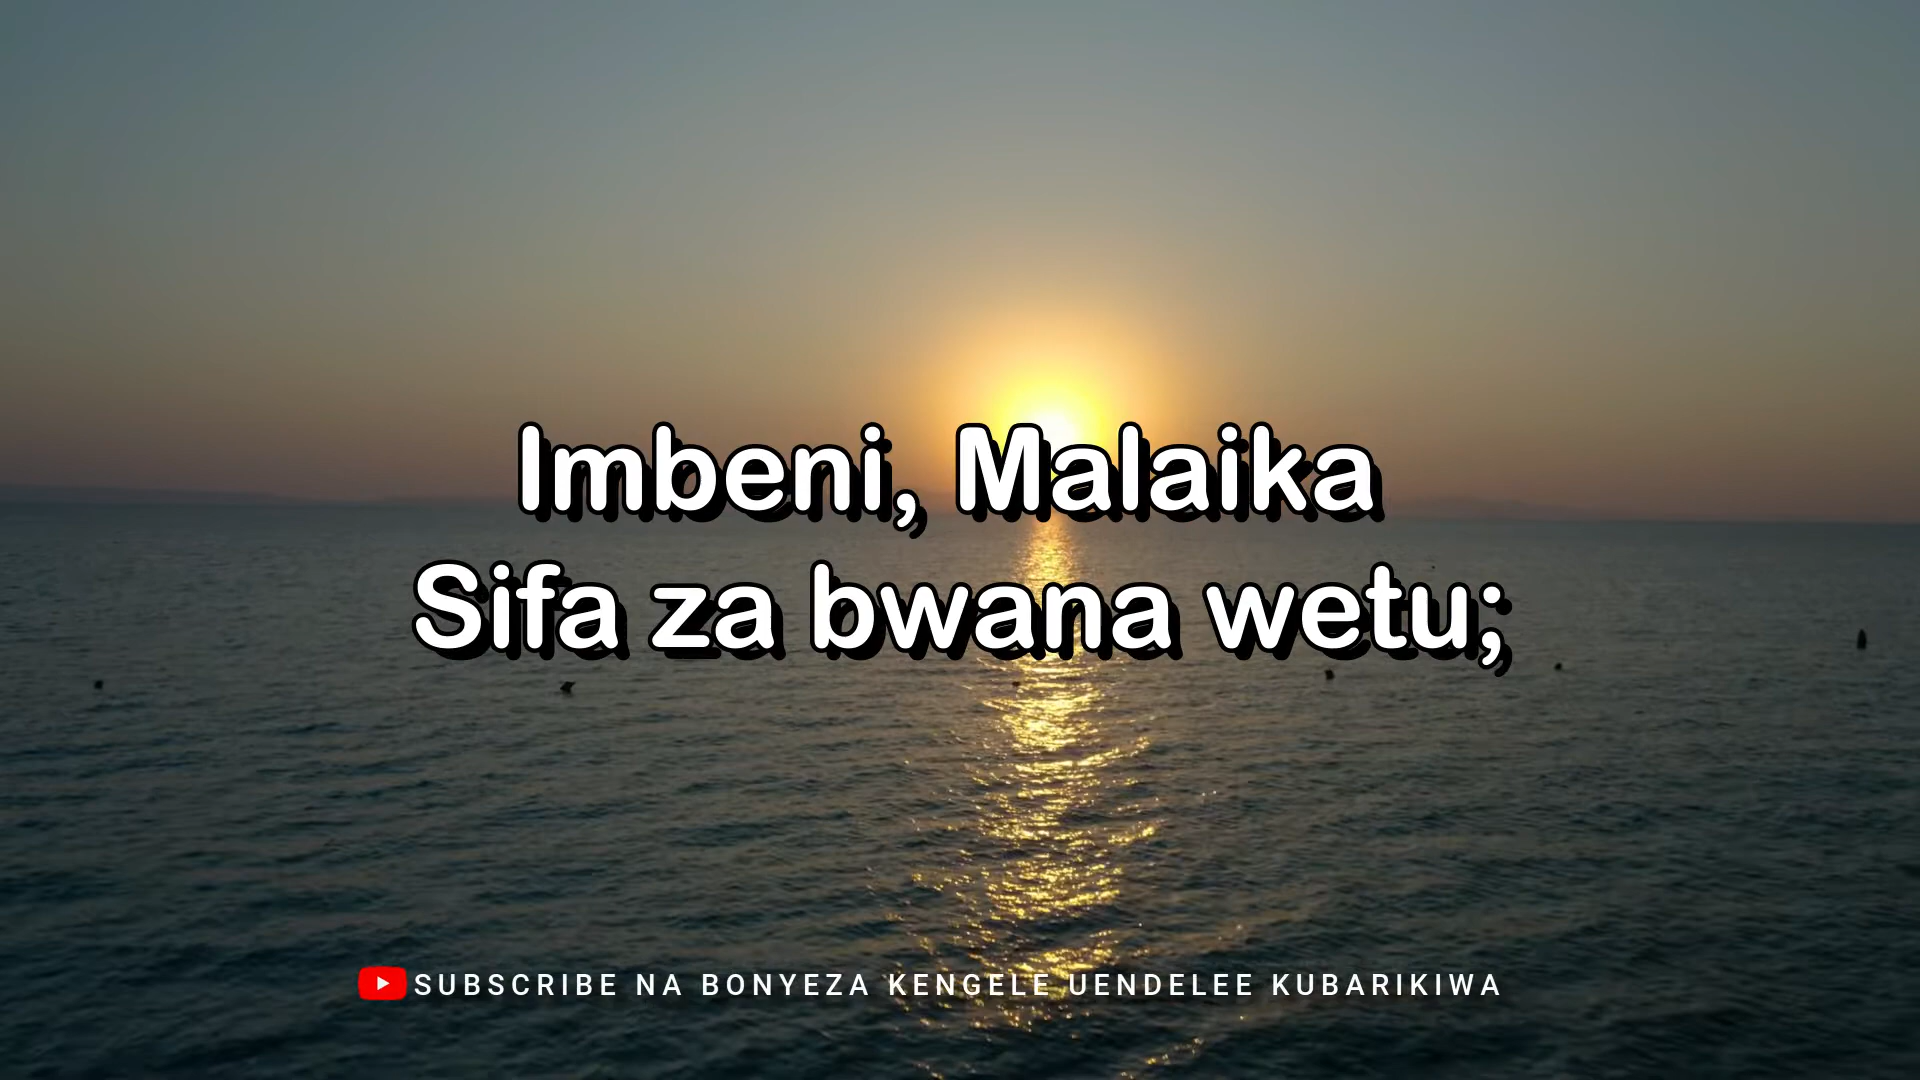 Imbeni, Malaika
Sifa za bwana wetu;
SUBSCRIBE NA BONYEZA KENGELE UENDELEE KUBARIKIWA